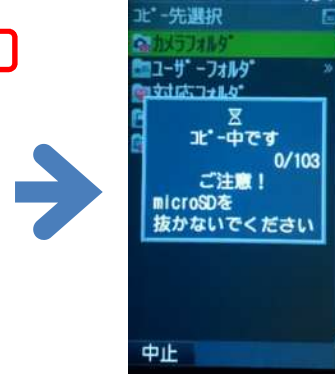 ｺﾋﾟｰ先選択
ｶﾒﾗﾌｫﾙﾀﾞ
ﾕｰｻﾞｰﾌｫﾙﾀﾞ
»
対応ﾌｫﾙﾀﾞ
ｺﾋﾟｰ中です
0/103
ご注意！
microSDを
抜かないでください
中止